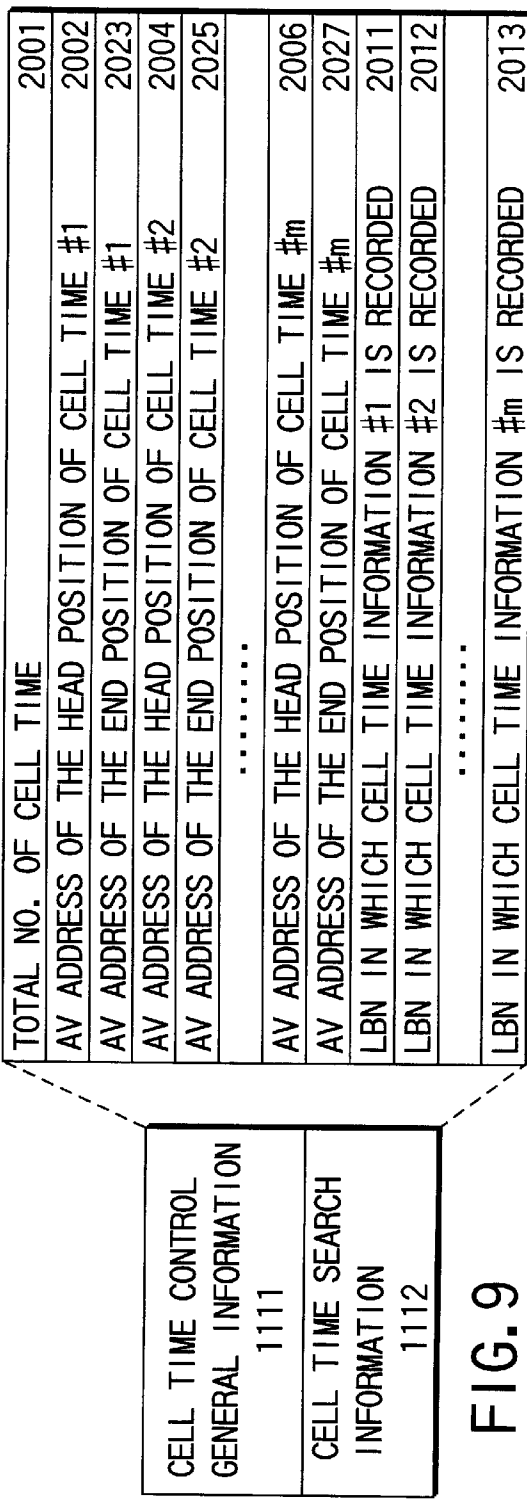 CELL TIME CONTROL
GENERAL INFORMATION
1111
CELL TIME SEARCH
INFORMATION
1112
TOTAL NO. OF CELL TIME 2001
AV ADDRESS OF THE HEAD POSITION OF CELL TIME #1 2002
AV ADDRESS OF THE END POSITION OF CELL TIME #1 2023
AV ADDRESS OF THE HEAD POSITION OF CELL TIME #2 2004
AV ADDRESS OF THE END POSITION OF CELL TIME #2 2025
........
AV ADDRESS OF THE HEAD POSITION OF CELL TIME #m 2006
AV ADDRESS OF THE END POSITION OF CELL TIME #m 2027
LBN IN WHICH CELL TIME INFORMATION #1 IS RECORDED 2011
LBN IN WHICH CELL TIME INFORMATION #2 IS RECORDED 2012
........
LBN IN WHICH CELL TIME INFORMATION #m IS RECORDED 2013
FIG. 9